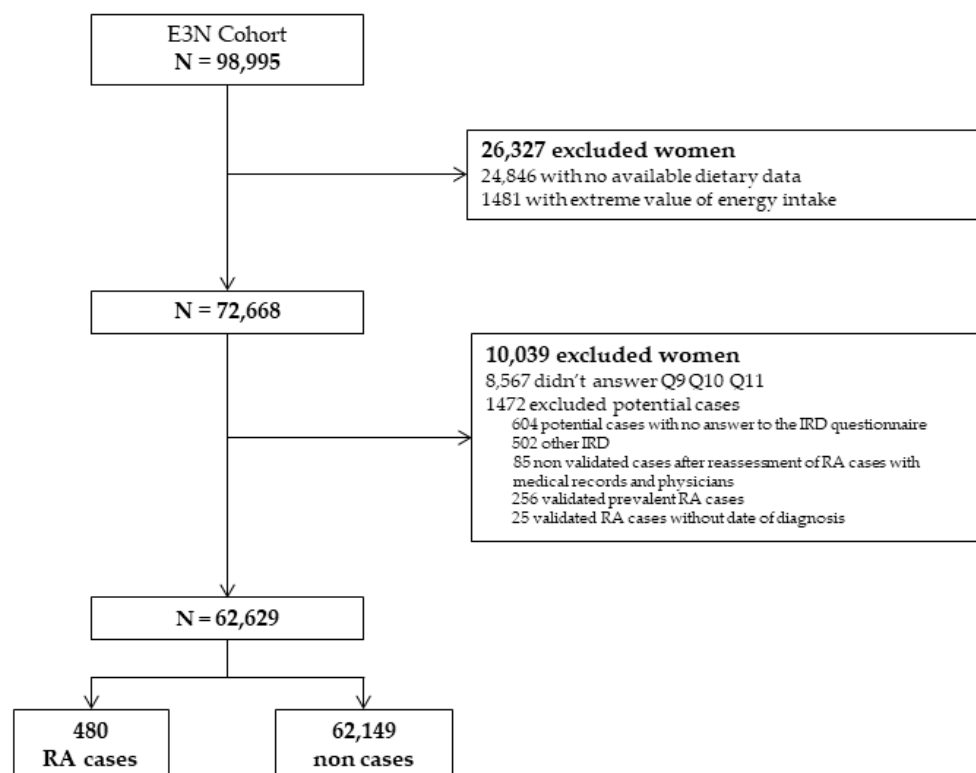 E3N Cohort
N = 98,995
26,327 excluded women
24,846 with no available dietary data
1481 with extreme value of energy intake
N = 72,668
10,039 excluded women
8,567 didn't answer Q9 Q10 Q11
1472 excluded potential cases
604 potential cases with no answer to the IRD questionnaire
502 other IRD
85 non validated cases after reassessment of RA cases with
medical records and physicians
256 validated prevalent RA cases
25 validated RA cases without date of diagnosis
N = 62,629
480
RA cases
62,149
non cases